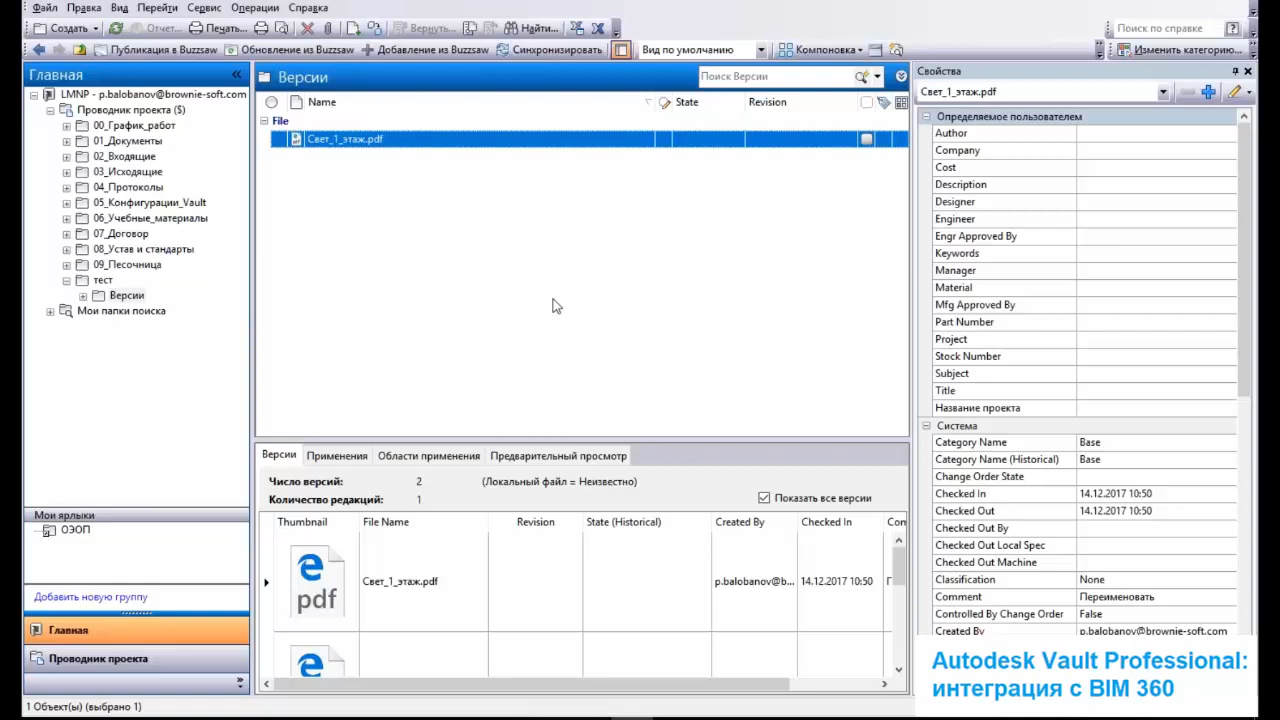 Файл Правка Вид Перейти Сервис Операции Справка
Создать Отчет... Печать... Вернуть... Найти... Поиск по справке
Публикация в Buzzsaw Обновление из Buzzsaw Добавление из Buzzsaw Синхронизировать Вид по умолчанию Компоновка Изменить категорию...
Главная
LMNP - p.balobanov@brownie-soft.com
Проводник проекта ($)
00_График_работ
01_Документы
02_Входящие
03_Исходящие
04_Протоколы
05_Конфигурации_Vault
06_Учебные_материалы
07_Договор
08_Устав и стандарты
09_Песочница
тест
Версии
Мои папки поиска
Мои ярлыки
ОЭОП
Добавить новую группу
Главная
Проводник проекта
Версии
Поиск Версии
Name State Revision
File
Свет_1_этаж.pdf
Версии Применения Области применения Предварительный просмотр
Число версий: 2 (Локальный файл = Неизвестно)
Количество редакций: 1
Показать все версии
Thumbnail File Name Revision State (Historical) Created By Checked In Con
pdf Свет_1_этаж.pdf p.balobanov@b... 14.12.2017 10:50
Свойства
Свет_1_этаж.pdf
Определяемое пользователем
Author
Company
Cost
Description
Designer
Engineer
Engr Approved By
Keywords
Manager
Material
Mfg Approved By
Part Number
Project
Stock Number
Subject
Title
Название проекта
Система
Category Name Base
Category Name (Historical) Base
Change Order State
Checked In 14.12.2017 10:50
Checked Out 14.12.2017 10:50
Checked Out By
Checked Out Local Spec
Checked Out Machine
Classification None
Comment Переименовать
Controlled By Change Order False
Created By p.balobanov@brownie-soft.com
Autodesk Vault Professional:
интеграция с BIM 360
1 Объект(ы) (выбрано 1)